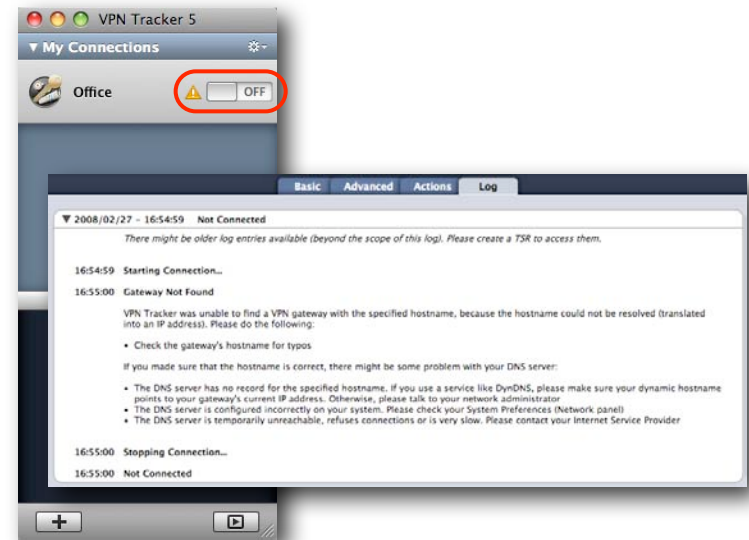 VPN Tracker 5
▼ My Connections
Office
OFF
Basic Advanced Actions Log
▼ 2008/02/27 - 16:54:59 Not Connected
There might be older log entries available (beyond the scope of this log). Please create a TSR to access them.
16:54:59 Starting Connection...
16:55:00 Gateway Not Found
VPN Tracker was unable to find a VPN gateway with the specified hostname, because the hostname could not be resolved (translated
into an IP address). Please do the following:
• Check the gateway's hostname for typos
If you made sure that the hostname is correct, there might be some problem with your DNS server:
• The DNS server has no record for the specified hostname. If you use a service like DynDNS, please make sure your dynamic hostname
points to your gateway's current IP address. Otherwise, please talk to your network administrator
• The DNS server is configured incorrectly on your system. Please check your System Preferences (Network panel)
• The DNS server is temporarily unreachable, refuses connections or is very slow. Please contact your Internet Service Provider
16:55:00 Stopping Connection...
16:55:00 Not Connected